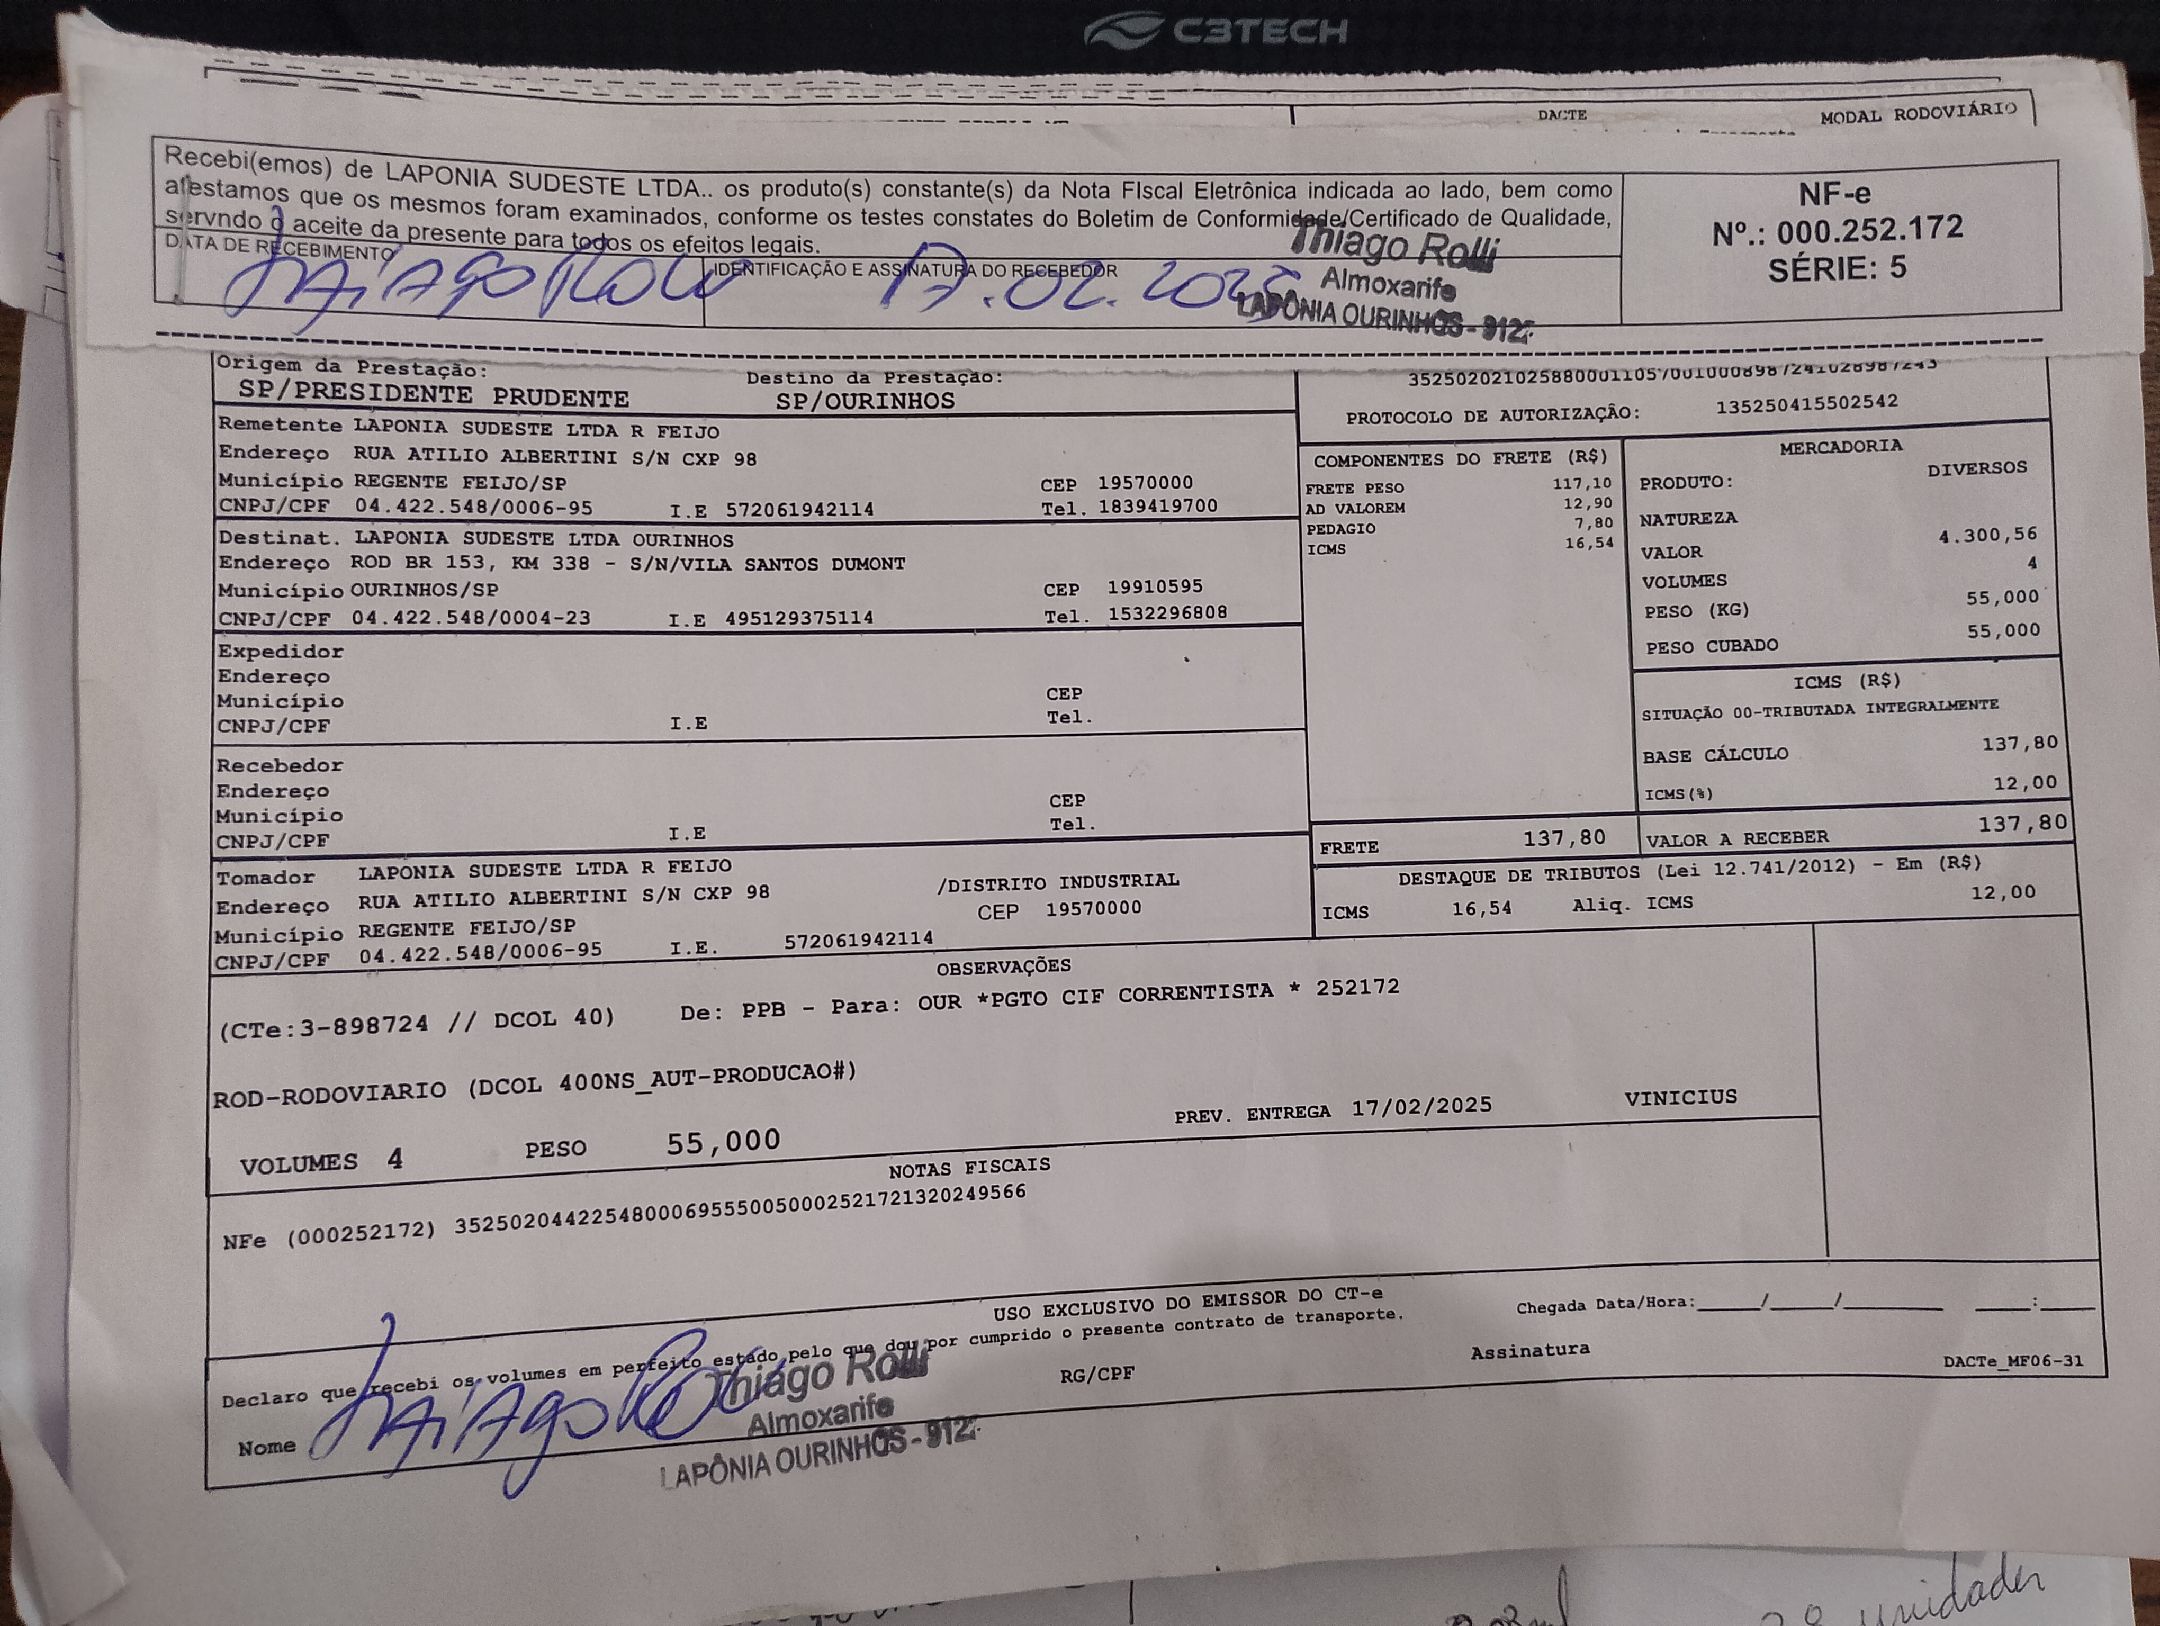 C3TECH
DACTE
MODAL RODOVIÁRIO
Recebi(emos) de LAPONIA SUDESTE LTDA.. os produto(s) constante(s) da Nota FIscal Eletrônica indicada ao lado, bem como
atestamos que os mesmos foram examinados, conforme os testes constates do Boletim de Conformidade/Certificado de Qualidade,
servndo o aceite da presente para todos os efeitos legais.
DATA DE RECEBIMENTO
IDENTIFICAÇÃO E ASSINATURA DO RECEBEDOR
Thiago Rolli 17.02.2025
Thiago Rolli
Almoxarife
LAPÔNIA OURINHOS - 912
NF-e
Nº.: 000.252.172
SÉRIE: 5
Origem da Prestação:
SP/PRESIDENTE PRUDENTE
Destino da Prestação:
SP/OURINHOS
PROTOCOLO DE AUTORIZAÇÃO: 135250415502542
Remetente LAPONIA SUDESTE LTDA R FEIJO
Endereço RUA ATILIO ALBERTINI S/N CXP 98
Município REGENTE FEIJO/SP CEP 19570000
CNPJ/CPF 04.422.548/0006-95 I.E 572061942114 Tel. 1839419700
Destinat. LAPONIA SUDESTE LTDA OURINHOS
Endereço ROD BR 153, KM 338 - S/N/VILA SANTOS DUMONT
Município OURINHOS/SP CEP 19910595
CNPJ/CPF 04.422.548/0004-23 I.E 495129375114 Tel. 1532296808
Expedidor
Endereço
Município CEP
CNPJ/CPF I.E Tel.
Recebedor
Endereço
Município CEP
CNPJ/CPF I.E Tel.
Tomador LAPONIA SUDESTE LTDA R FEIJO
Endereço RUA ATILIO ALBERTINI S/N CXP 98 /DISTRITO INDUSTRIAL
Município REGENTE FEIJO/SP CEP 19570000
CNPJ/CPF 04.422.548/0006-95 I.E. 572061942114
COMPONENTES DO FRETE (R$)
FRETE PESO 117,10
AD VALOREM 12,90
PEDAGIO 7,80
ICMS 16,54
MERCADORIA
PRODUTO: DIVERSOS
NATUREZA
VALOR 4.300,56
VOLUMES 4
PESO (KG) 55,000
PESO CUBADO 55,000
ICMS (R$)
SITUAÇÃO 00-TRIBUTADA INTEGRALMENTE
BASE CÁLCULO 137,80
ICMS(%) 12,00
FRETE 137,80
VALOR A RECEBER 137,80
DESTAQUE DE TRIBUTOS (Lei 12.741/2012) - Em (R$)
ICMS 16,54 Aliq. ICMS 12,00
OBSERVAÇÕES
(CTe:3-898724 // DCOL 40) De: PPB - Para: OUR *PGTO CIF CORRENTISTA * 252172
ROD-RODOVIARIO (DCOL 400NS_AUT-PRODUCAO#)
PREV. ENTREGA 17/02/2025 VINICIUS
VOLUMES 4 PESO 55,000
NOTAS FISCAIS
NFe (000252172) 35250204422548000695550050002521721320249566
USO EXCLUSIVO DO EMISSOR DO CT-e
Declaro que recebi os volumes em perfeito estado pelo que dou por cumprido o presente contrato de transporte.
Chegada Data/Hora:____/____/______ ___:___
Nome Thiago Rolli
RG/CPF
Assinatura
DACTe_MF06-31
Thiago Rolli
Almoxarife
LAPÔNIA OURINHOS - 912
unidades